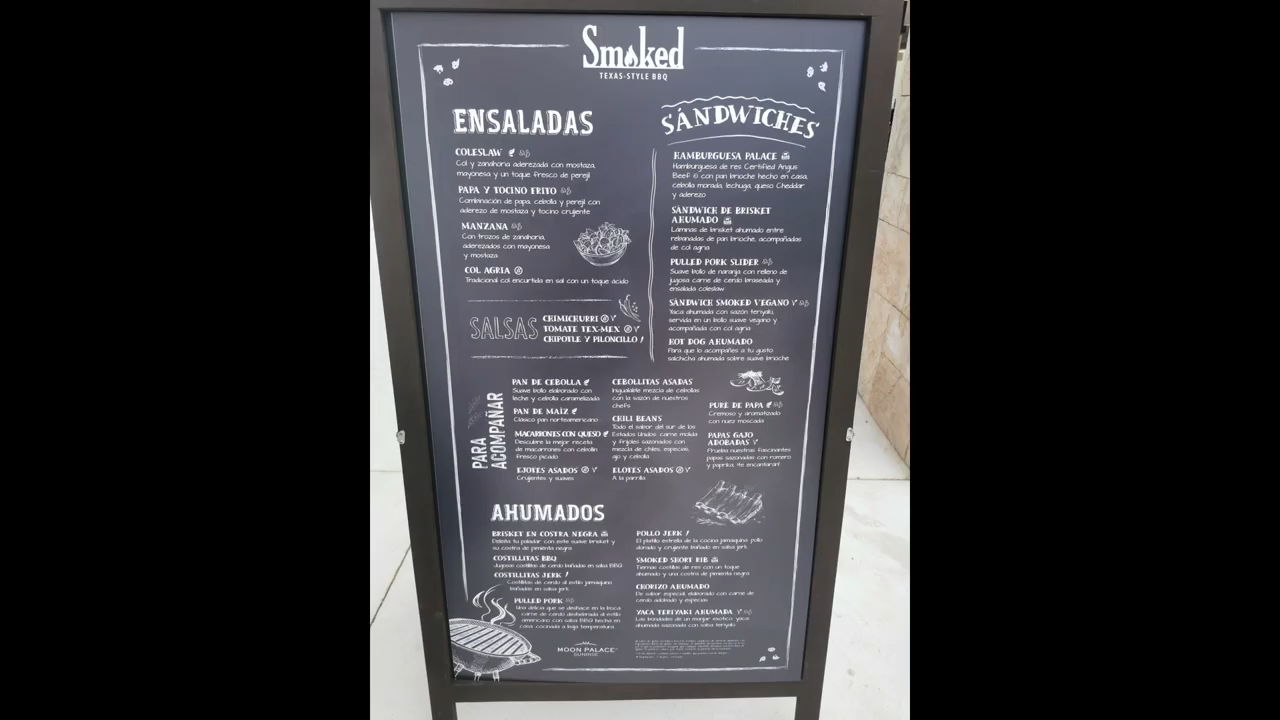 Smoked
TEXAS-STYLE BBQ
ENSALADAS
COLESLAW
Col y zanahoria aderezada con mostaza,
mayonesa y un toque fresco de perejil
PAPA Y TOCINO FRITO
Combinación de papa, cebolla y perejil con
aderezo de mostaza y tocino crujiente
MANZANA
Con trozos de zanahoria,
aderezados con mayonesa
y mostaza
COL AGRIA
Tradicional col encurtida en sal con un toque ácido
SALSAS
CHIMICHURRI
TOMATE TEX-MEX
CHIPOTLE Y PILONCILLO
SÁNDWICHES
HAMBURGUESA PALACE
Hamburguesa de res Certified Angus
Beef ® con pan brioche hecho en casa,
cebolla morada, lechuga, queso Cheddar
y aderezo
SÁNDWICH DE BRISKET
AHUMADO
Láminas de brisket ahumado entre
rebanadas de pan brioche, acompañadas
de col agria
PULLED PORK SLIDER
Suave bollo de naranja con relleno de
jugosa carne de cerdo braseada y
ensalada coleslaw
SÁNDWICH SMOKED VEGANO
Yaca ahumada con sazón teriyaki,
servida en un bollo suave vegano y
acompañada con col agria
HOT DOG AHUMADO
Para que lo acompañes a tu gusto
salchicha ahumada sobre suave brioche
PARA
ACOMPAÑAR
PAN DE CEBOLLA
Suave bollo elaborado con
leche y cebolla caramelizada
PAN DE MAÍZ
Clásico pan norteamericano
MACARRONES CON QUESO
Descubre la mejor receta
de macarrones con cebollín
fresco picado
EJOTES ASADOS
Crujientes y suaves
CEBOLLITAS ASADAS
Inigualable mezcla de cebollas
con la sazón de nuestros
chefs
CHILI BEANS
Todo el sabor del sur de los
Estados Unidos: carne molida
y frijoles sazonados con
mezcla de chiles, especias,
ajo y cebolla
ELOTES ASADOS
A la parrilla
PURÉ DE PAPA
Cremoso y aromatizado
con nuez moscada
PAPAS GAJO
ADOBADAS
¡Prueba nuestras fascinantes
papas sazonadas con romero
y paprika, te encantarán!
AHUMADOS
BRISKET EN COSTRA NEGRA
Deleita tu paladar con este suave brisket y
su costra de pimienta negra
COSTILLITAS BBQ
Jugosas costillas de cerdo bañadas en salsa BBQ
COSTILLITAS JERK
Costillitas de cerdo al estilo jamaiquino
bañadas en salsa jerk
PULLED PORK
Una delicia que se deshace en la boca
carne de cerdo deshebrada al estilo
americano con salsa BBQ hecha en
casa cocinada a baja temperatura
POLLO JERK
El platillo estrella de la cocina jamaiquina: pollo
dorado y crujiente bañado en salsa jerk
SMOKED SHORT RIB
Tiernas costillas de res con un toque
ahumado y una costra de pimienta negra
CHORIZO AHUMADO
De sabor especial, elaborado con carne de
cerdo adobado y especias
YACA TERIYAKI AHUMADA
Las bondades de un manjar exótico: yaca
ahumada sazonada con salsa teriyaki
MOON PALACE
SUNRISE